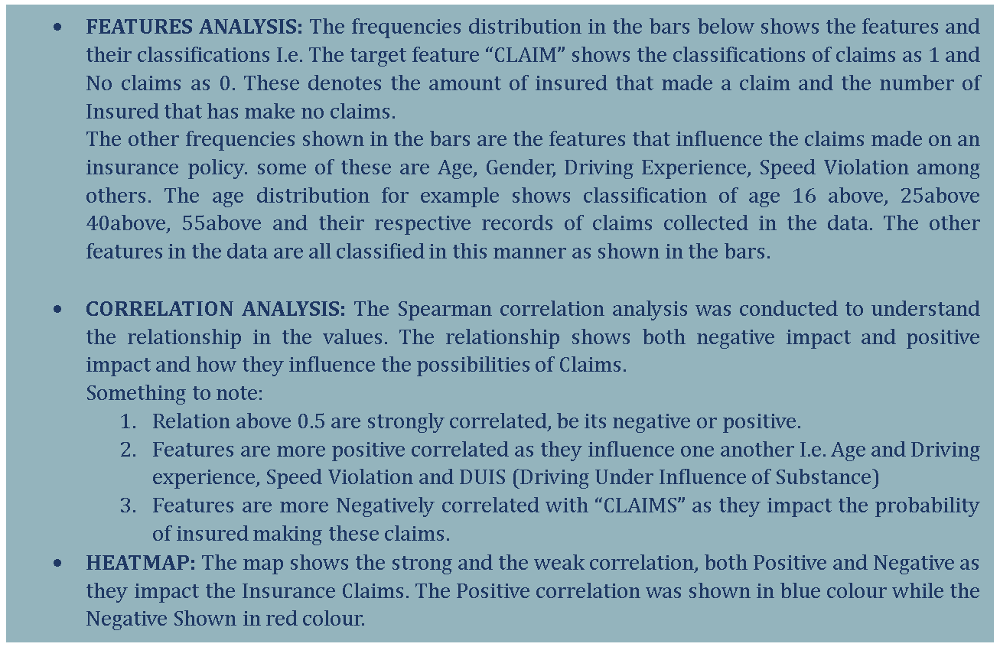 • FEATURES ANALYSIS: The frequencies distribution in the bars below shows the features and
their classifications I.e. The target feature “CLAIM” shows the classifications of claims as 1 and
No claims as 0. These denotes the amount of insured that made a claim and the number of
Insured that has make no claims.
The other frequencies shown in the bars are the features that influence the claims made on an
insurance policy. some of these are Age, Gender, Driving Experience, Speed Violation among
others. The age distribution for example shows classification of age 16 above, 25above
40above, 55above and their respective records of claims collected in the data. The other
features in the data are all classified in this manner as shown in the bars.
• CORRELATION ANALYSIS: The Spearman correlation analysis was conducted to understand
the relationship in the values. The relationship shows both negative impact and positive
impact and how they influence the possibilities of Claims.
Something to note:
1. Relation above 0.5 are strongly correlated, be its negative or positive.
2. Features are more positive correlated as they influence one another I.e. Age and Driving
experience, Speed Violation and DUIS (Driving Under Influence of Substance)
3. Features are more Negatively correlated with “CLAIMS” as they impact the probability
of insured making these claims.
• HEATMAP: The map shows the strong and the weak correlation, both Positive and Negative as
they impact the Insurance Claims. The Positive correlation was shown in blue colour while the
Negative Shown in red colour.